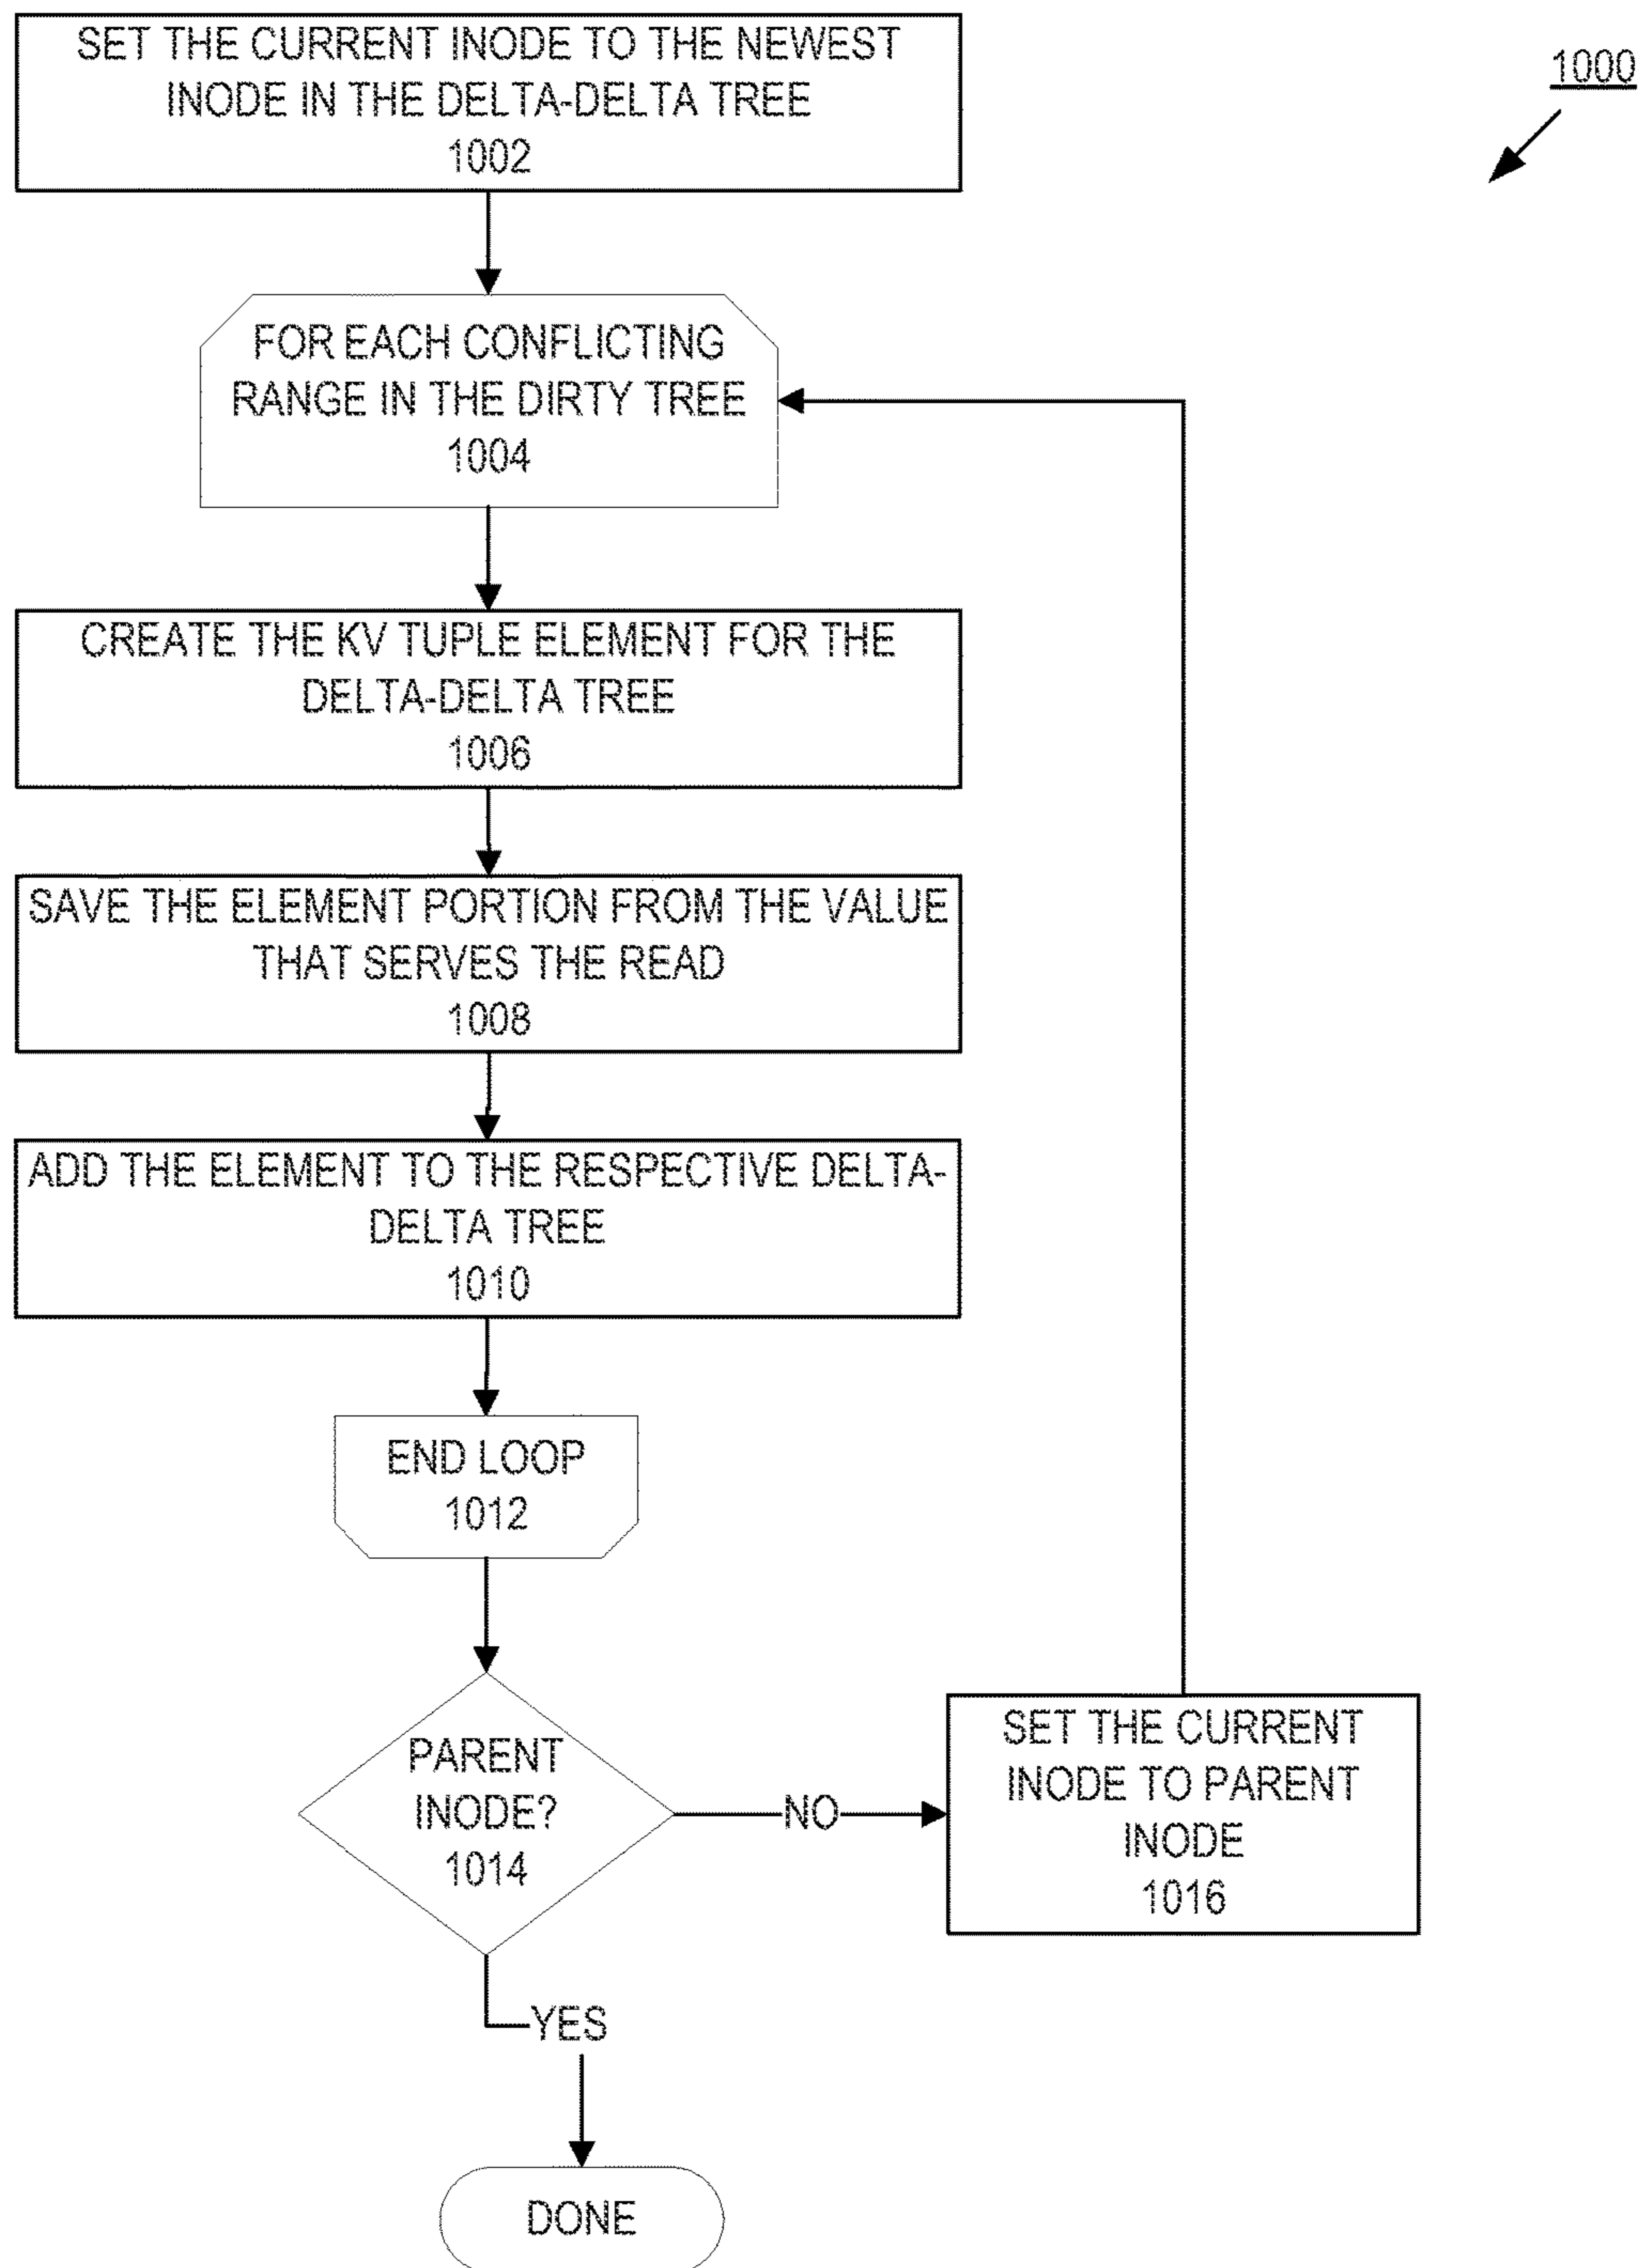 SET THE CURRENT INODE TO THE NEWEST
INODE IN THE DELTA-DELTA TREE
1002
1000
FOR EACH CONFLICTING
RANGE IN THE DIRTY TREE
1004
CREATE THE KV TUPLE ELEMENT FOR THE
DELTA-DELTA TREE
1006
SAVE THE ELEMENT PORTION FROM THE VALUE
THAT SERVES THE READ
1008
ADD THE ELEMENT TO THE RESPECTIVE DELTA-
DELTA TREE
1010
END LOOP
1012
PARENT
INODE?
1014
NO
SET THE CURRENT
INODE TO PARENT
INODE
1016
YES
DONE